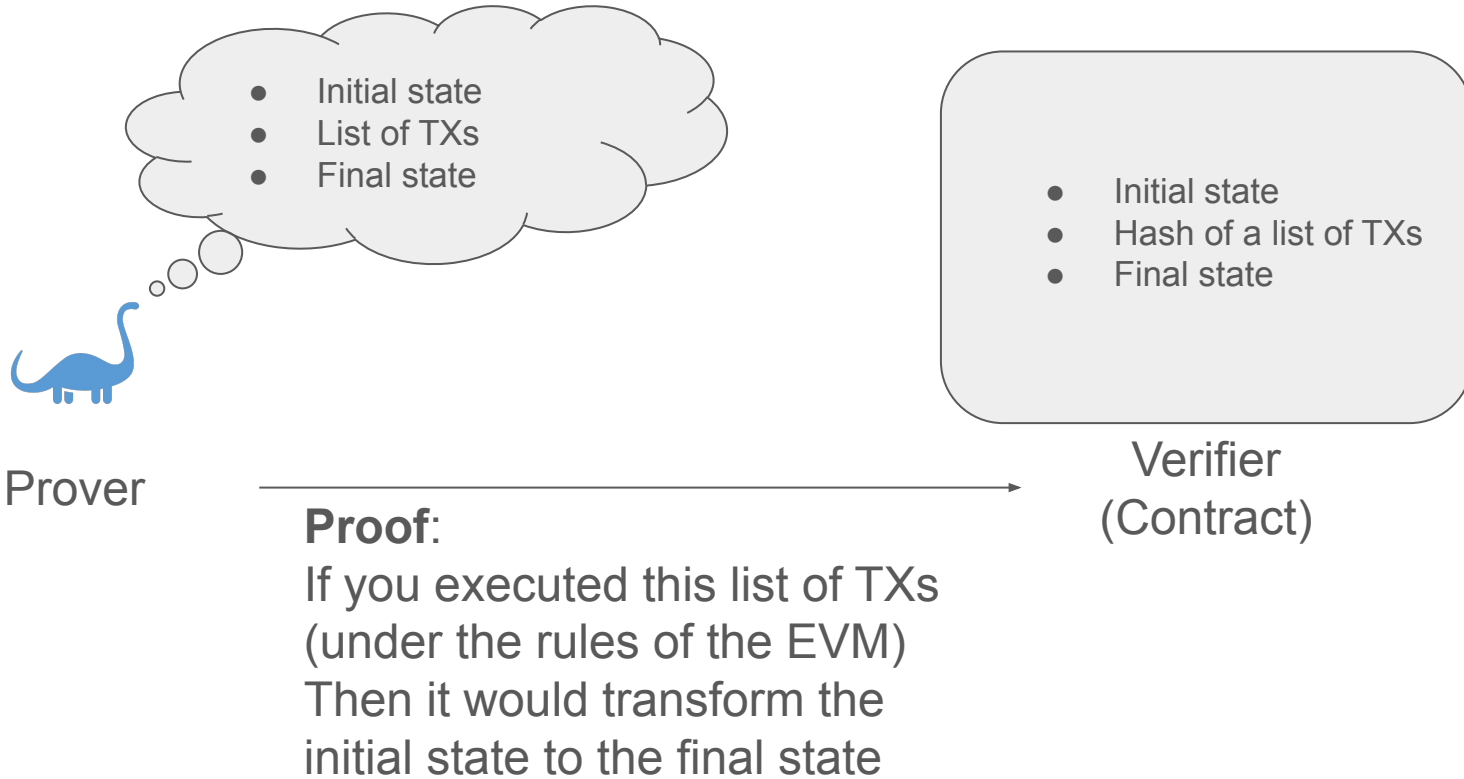 ● Initial state
● List of TXs
● Final state
● Initial state
● Hash of a list of TXs
● Final state
Prover
Verifier
(Contract)
Proof:
If you executed this list of TXs
(under the rules of the EVM)
Then it would transform the
initial state to the final state